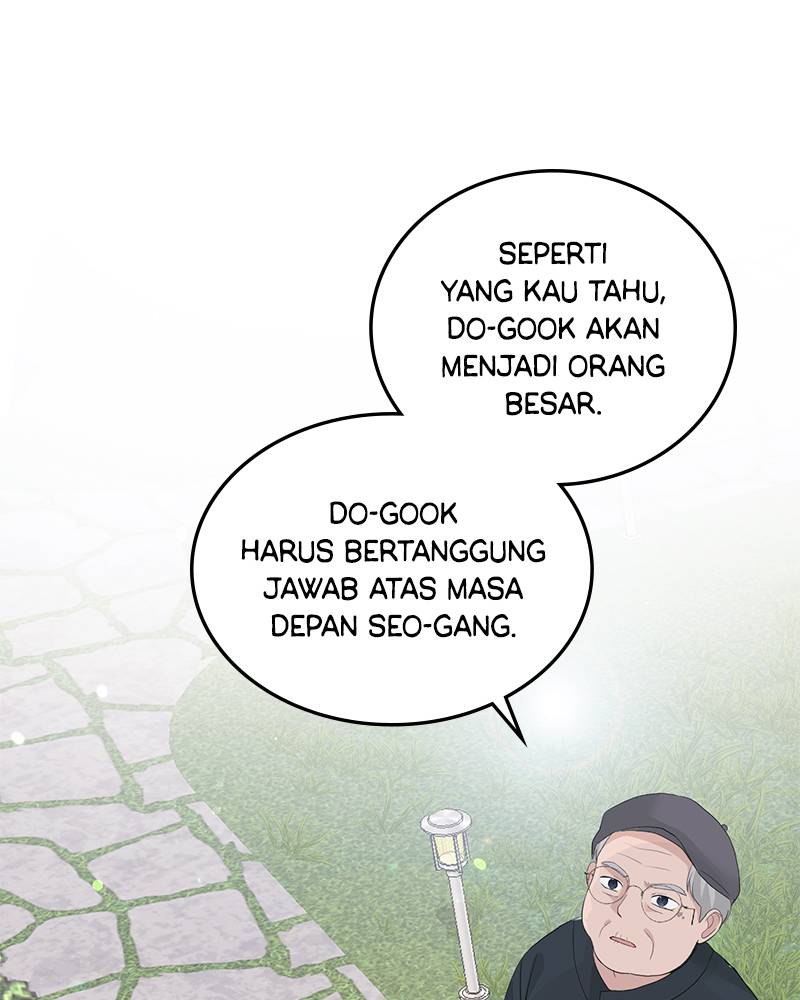 SEPERTI
YANG KAU TAHU,
DO-GOOK AKAN
MENJADI ORANG
BESAR.
DO-GOOK
HARUS BERTANGGUNG
JAWAB ATAS MASA
DEPAN SEO-GANG.